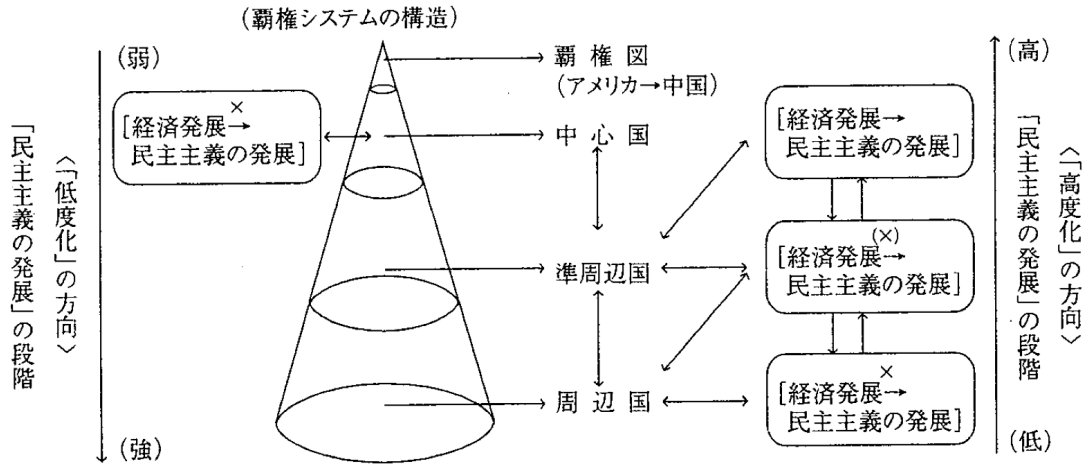 (覇権システムの構造)
(弱)
[経済発展→
×
民主主義の発展]
「民主主義の発展」の段階
〈「低度化」の方向〉
(強)
覇権図
(アメリカ→中国)
中心国
準周辺国
周辺国
(高)
[経済発展→
民主主義の発展]
(×)
[経済発展→
民主主義の発展]
×
[経済発展→
民主主義の発展]
(低)
〈「高度化」の方向〉
「民主主義の発展」の段階